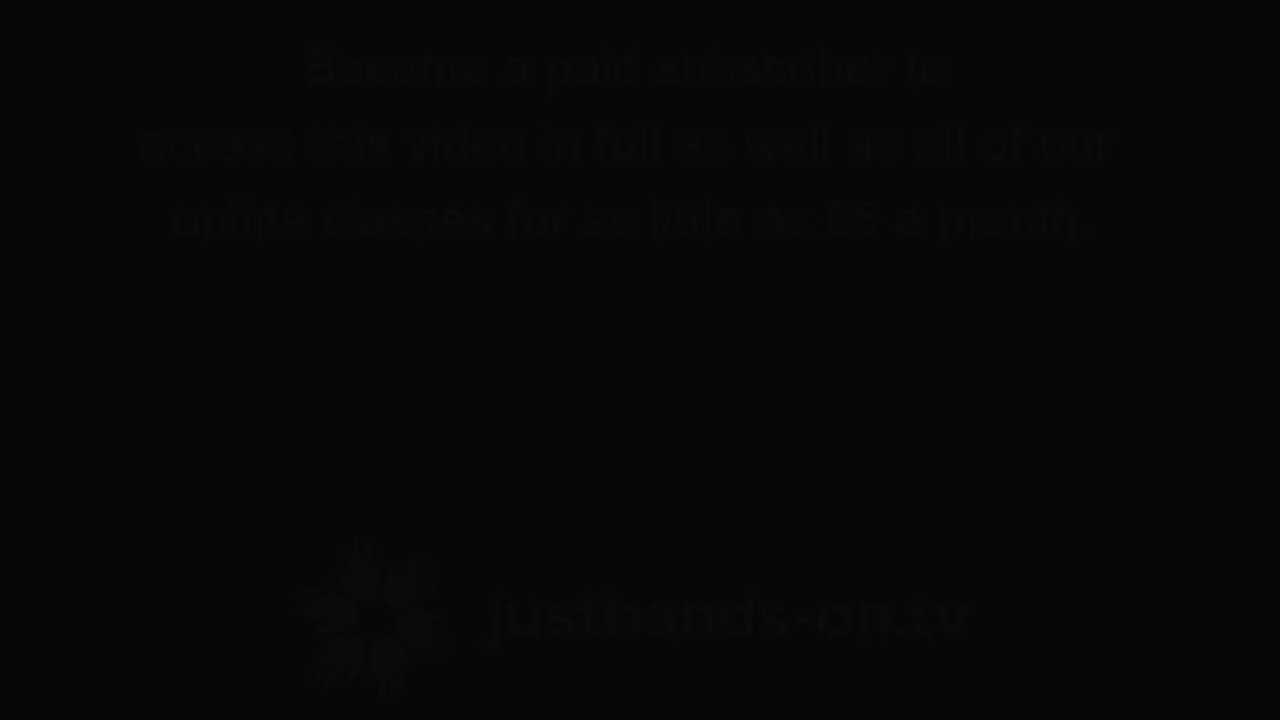 Become a paid subscriber to
access this video in full as well as all of our
online classes for as little as £5 a month.
justhands-on.tv